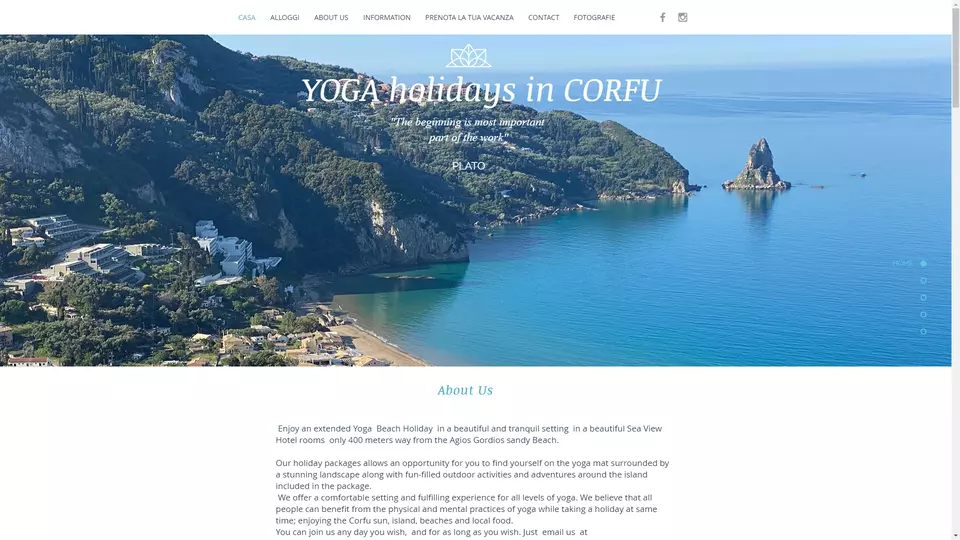 CASA ALLOGGI ABOUT US INFORMATION PRENOTA LA TUA VACANZA CONTACT FOTOGRAFIE
YOGA holidays in CORFU
"The beginning is most important
part of the work"
PLATO
HOME
About Us
Enjoy an extended Yoga Beach Holiday in a beautiful and tranquil setting in a beautiful Sea View
Hotel rooms only 400 meters way from the Agios Gordios sandy Beach.
Our holiday packages allows an opportunity for you to find yourself on the yoga mat surrounded by
a stunning landscape along with fun-filled outdoor activities and adventures around the island
included in the package.
We offer a comfortable setting and fulfilling experience for all levels of yoga. We believe that all
people can benefit from the physical and mental practices of yoga while taking a holiday at same
time; enjoying the Corfu sun, island, beaches and local food.
You can join us any day you wish, and for as long as you wish. Just email us at